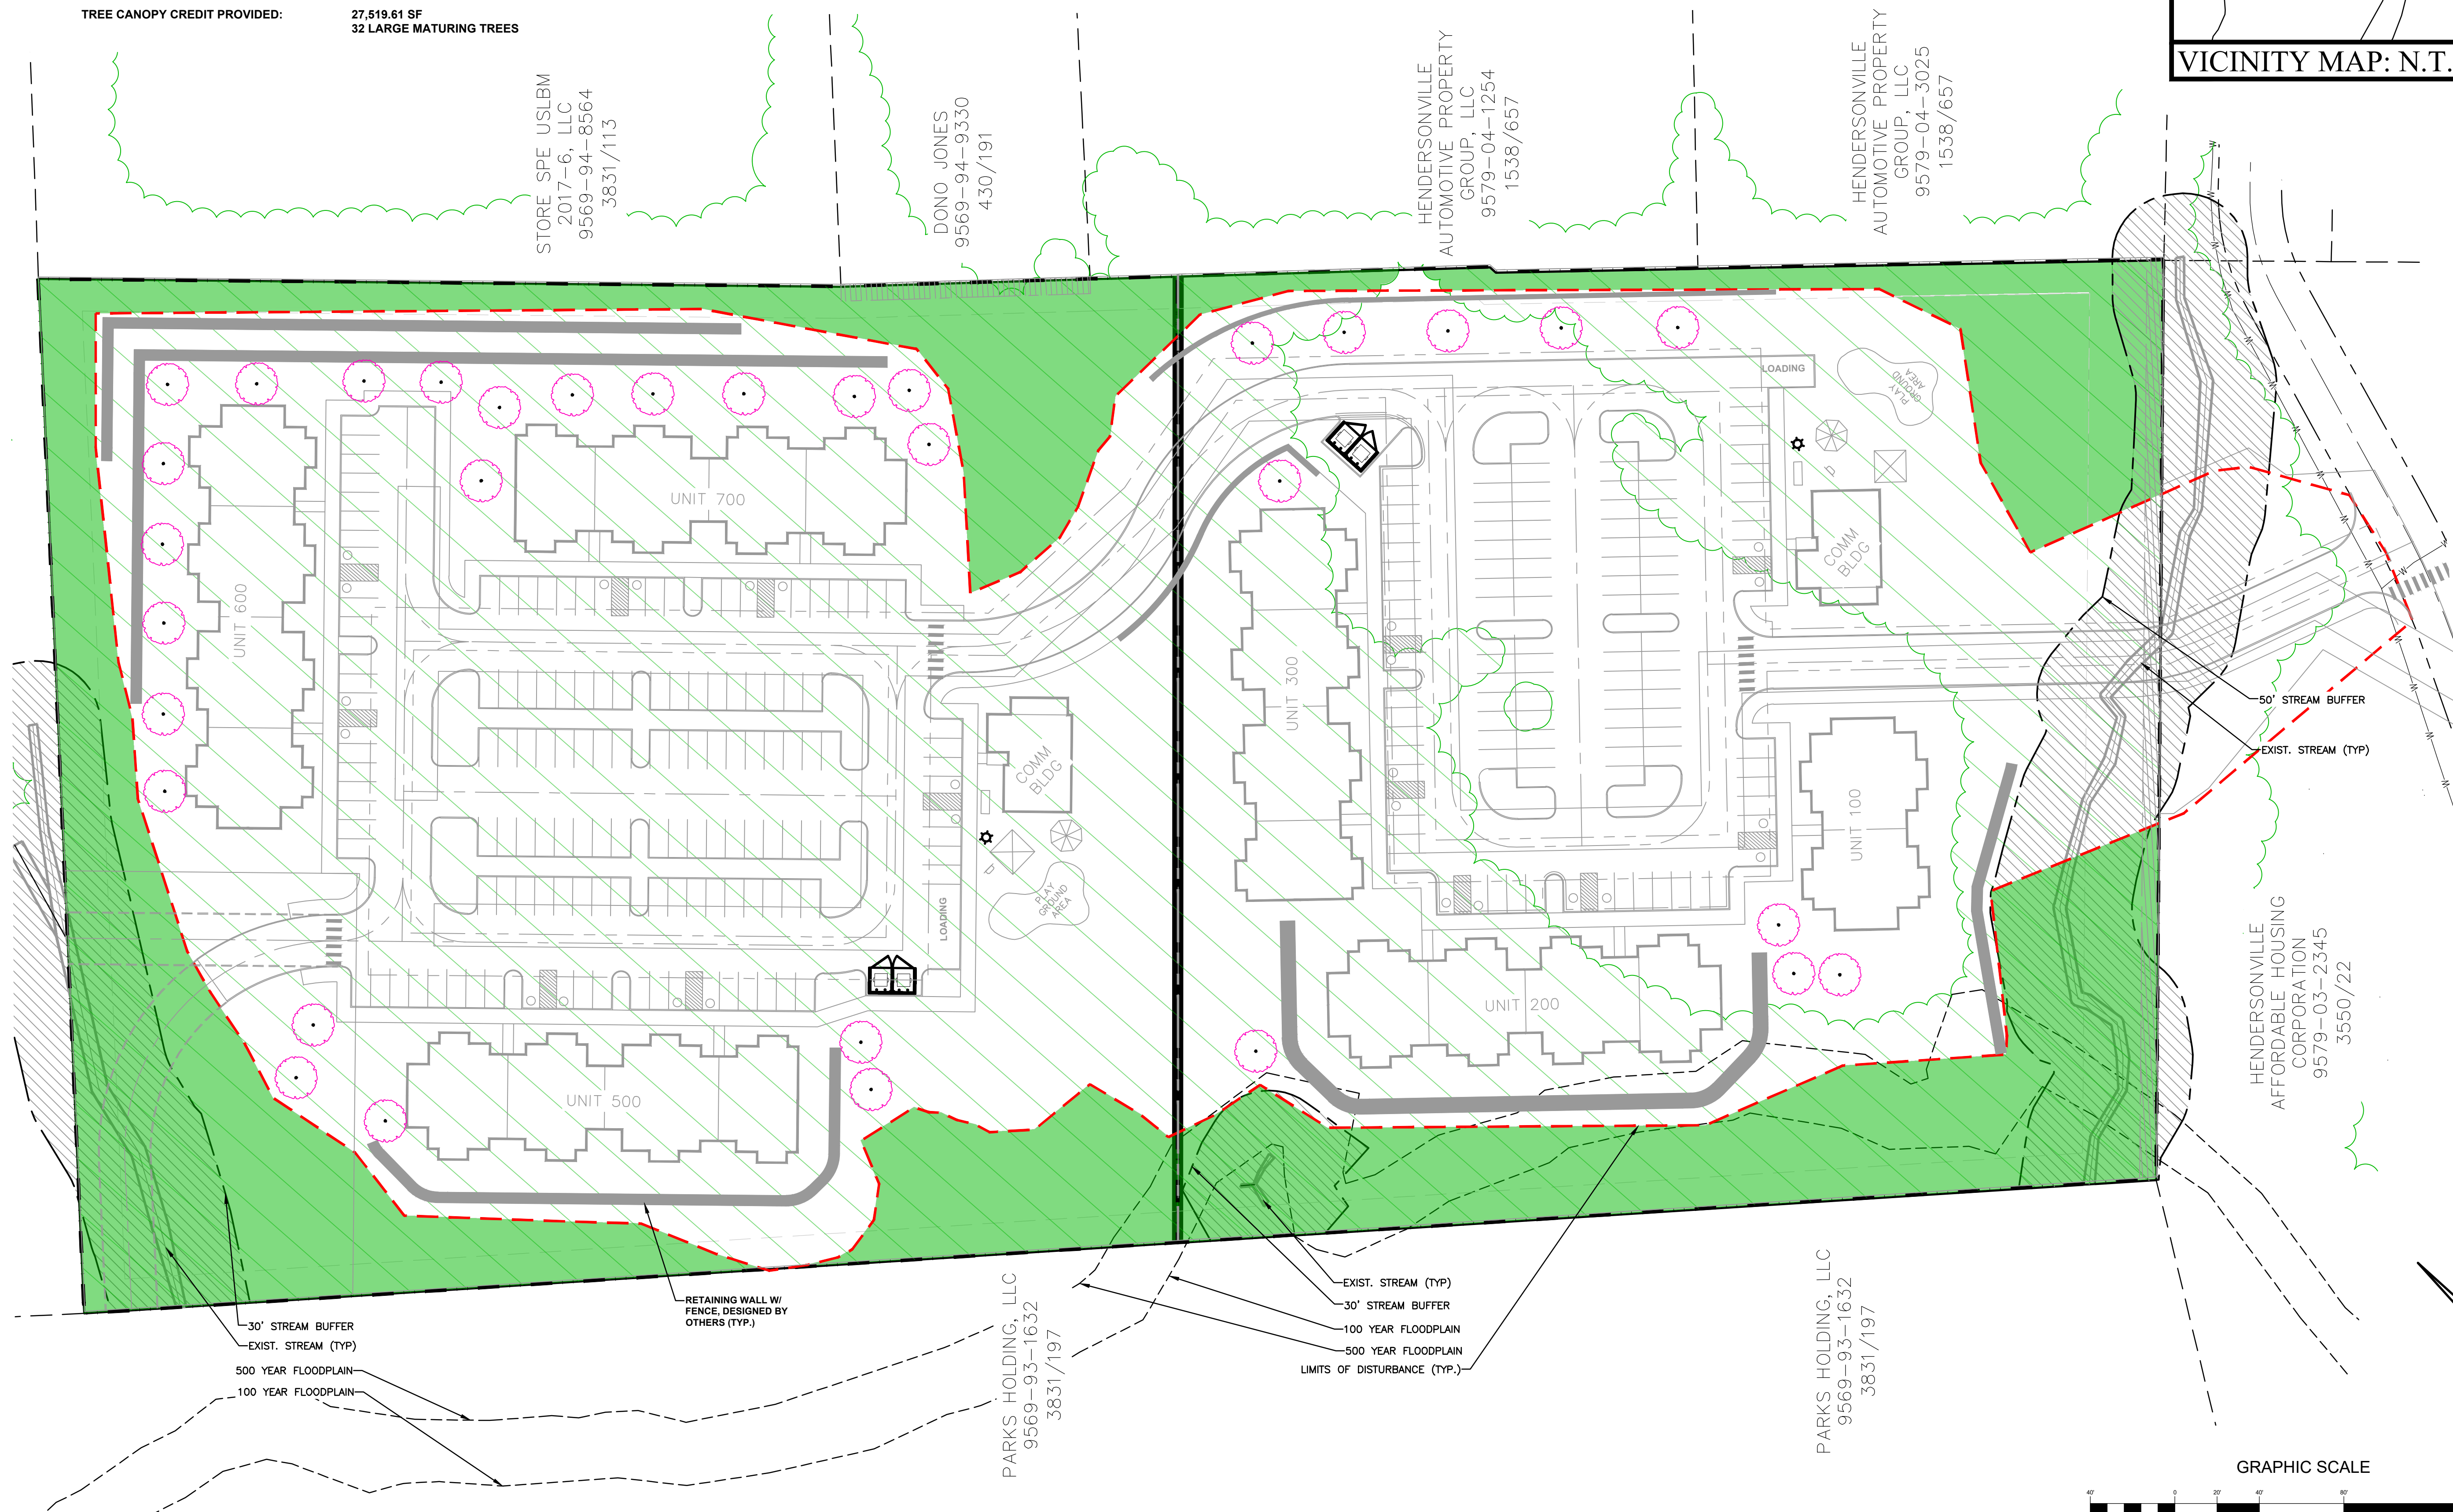 TREE CANOPY CREDIT PROVIDED: 27,519.61 SF
32 LARGE MATURING TREES
VICINITY MAP: N.T.
STORE SPE USLBM
2017-6, LLC
9569-94-8564
3831/113
DONO JONES
9569-94-9330
430/191
HENDERSONVILLE
AUTOMOTIVE PROPERTY
GROUP, LLC
9579-04-1254
1538/657
HENDERSONVILLE
AUTOMOTIVE PROPERTY
GROUP, LLC
9579-04-3025
1538/657
LOADING
PLAY
GROUND
AREA
COMM
BLDG
UNIT 700
UNIT 600
UNIT 300
COMM
BLDG
PLAY
GROUND
AREA
LOADING
UNIT 100
UNIT 200
UNIT 500
50' STREAM BUFFER
EXIST. STREAM (TYP)
HENDERSONVILLE
AFFORDABLE HOUSING
CORPORATION
9579-03-2345
3550/22
RETAINING WALL W/
FENCE, DESIGNED BY
OTHERS (TYP.)
30' STREAM BUFFER
EXIST. STREAM (TYP)
500 YEAR FLOODPLAIN
100 YEAR FLOODPLAIN
PARKS HOLDING, LLC
9569-93-1632
3831/197
EXIST. STREAM (TYP)
30' STREAM BUFFER
100 YEAR FLOODPLAIN
500 YEAR FLOODPLAIN
LIMITS OF DISTURBANCE (TYP.)
PARKS HOLDING, LLC
9569-93-1632
3831/197
GRAPHIC SCALE
40' 0 20' 40' 80'